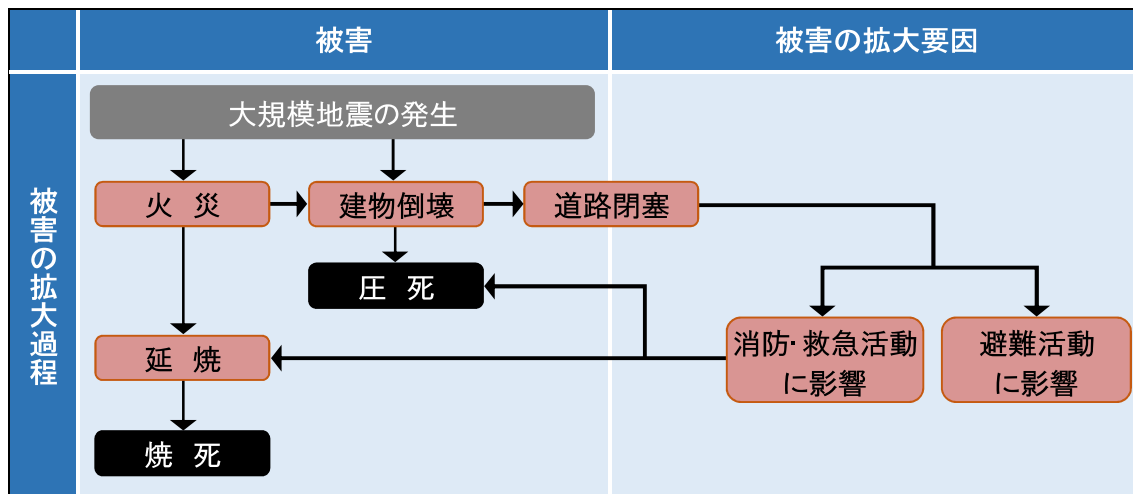 被害
被害の拡大要因
被害の拡大過程
大規模地震の発生
火 災
建物倒壊
道路閉塞
圧 死
消防・救急活動
に影響
避難活動
に影響
延 焼
焼 死